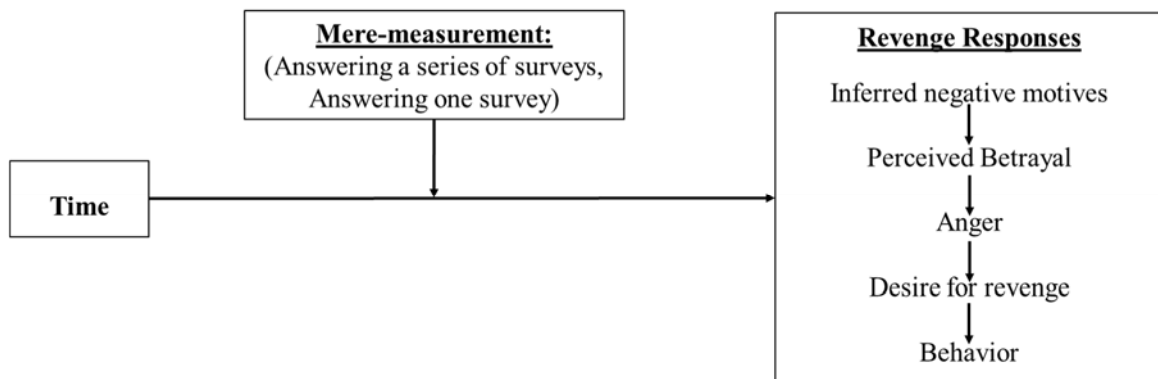 Mere-measurement:
(Answering a series of surveys,
Answering one survey)
Time
Revenge Responses
Inferred negative motives
Perceived Betrayal
Anger
Desire for revenge
Behavior